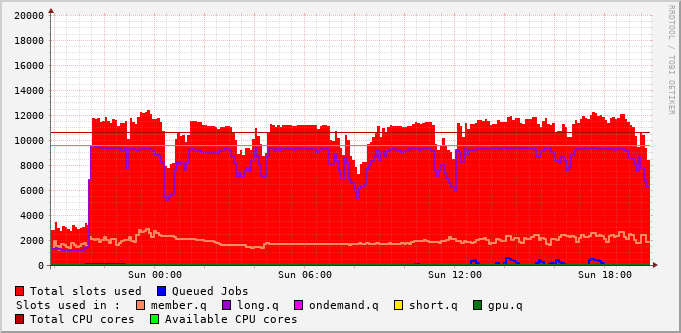 20000
18000
16000
14000
12000
10000
8000
6000
4000
2000
0
Sun 00:00 Sun 06:00 Sun 12:00 Sun 18:00
RRDTOOL / TOBI OETIKER
Total slots used Queued Jobs
Slots used in : member.q long.q ondemand.q short.q gpu.q
Total CPU cores Available CPU cores